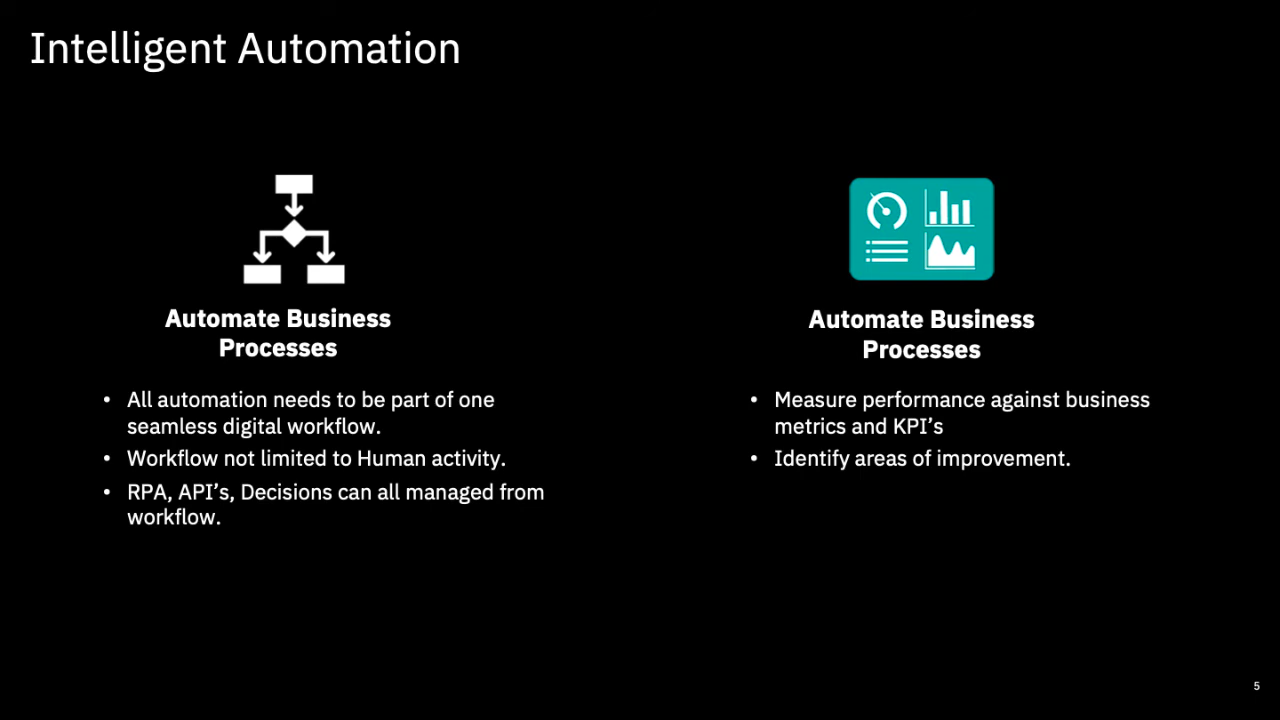 Intelligent Automation
Automate Business
Processes
• All automation needs to be part of one
seamless digital workflow.
• Workflow not limited to Human activity.
• RPA, API’s, Decisions can all managed from
workflow.
Automate Business
Processes
• Measure performance against business
metrics and KPI’s
• Identify areas of improvement.
5